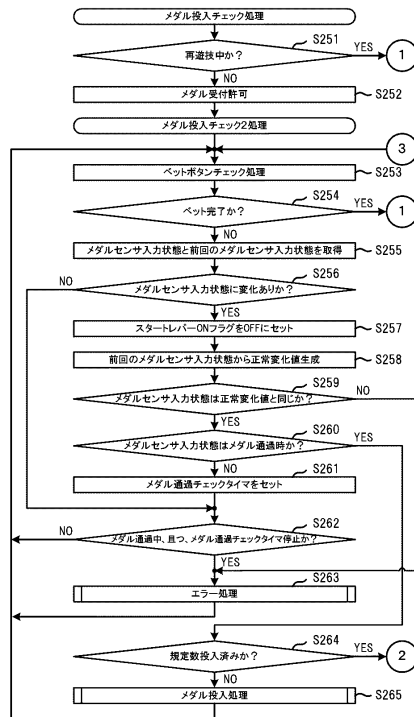 メダル投入チェック処理
S251
再遊技中か?
YES
1
NO
メダル受付許可
S252
メダル投入チェック2処理
3
ベットボタンチェック処理
S253
S254
ベット完了か?
YES
1
NO
メダルセンサ入力状態と前回のメダルセンサ入力状態を取得
S255
S256
NO
メダルセンサ入力状態に変化ありか?
YES
スタートレバーONフラグをOFFにセット
S257
前回のメダルセンサ入力状態から正常変化値生成
S258
S259
NO
メダルセンサ入力状態は正常変化値と同じか?
YES
S260
メダルセンサ入力状態はメダル通過時か?
YES
NO
S261
メダル通過チェックタイマをセット
S262
NO
メダル通過中、且つ、メダル通過チェックタイマ停止か?
YES
S263
エラー処理
S264
規定数投入済みか?
YES
2
NO
メダル投入処理
S265